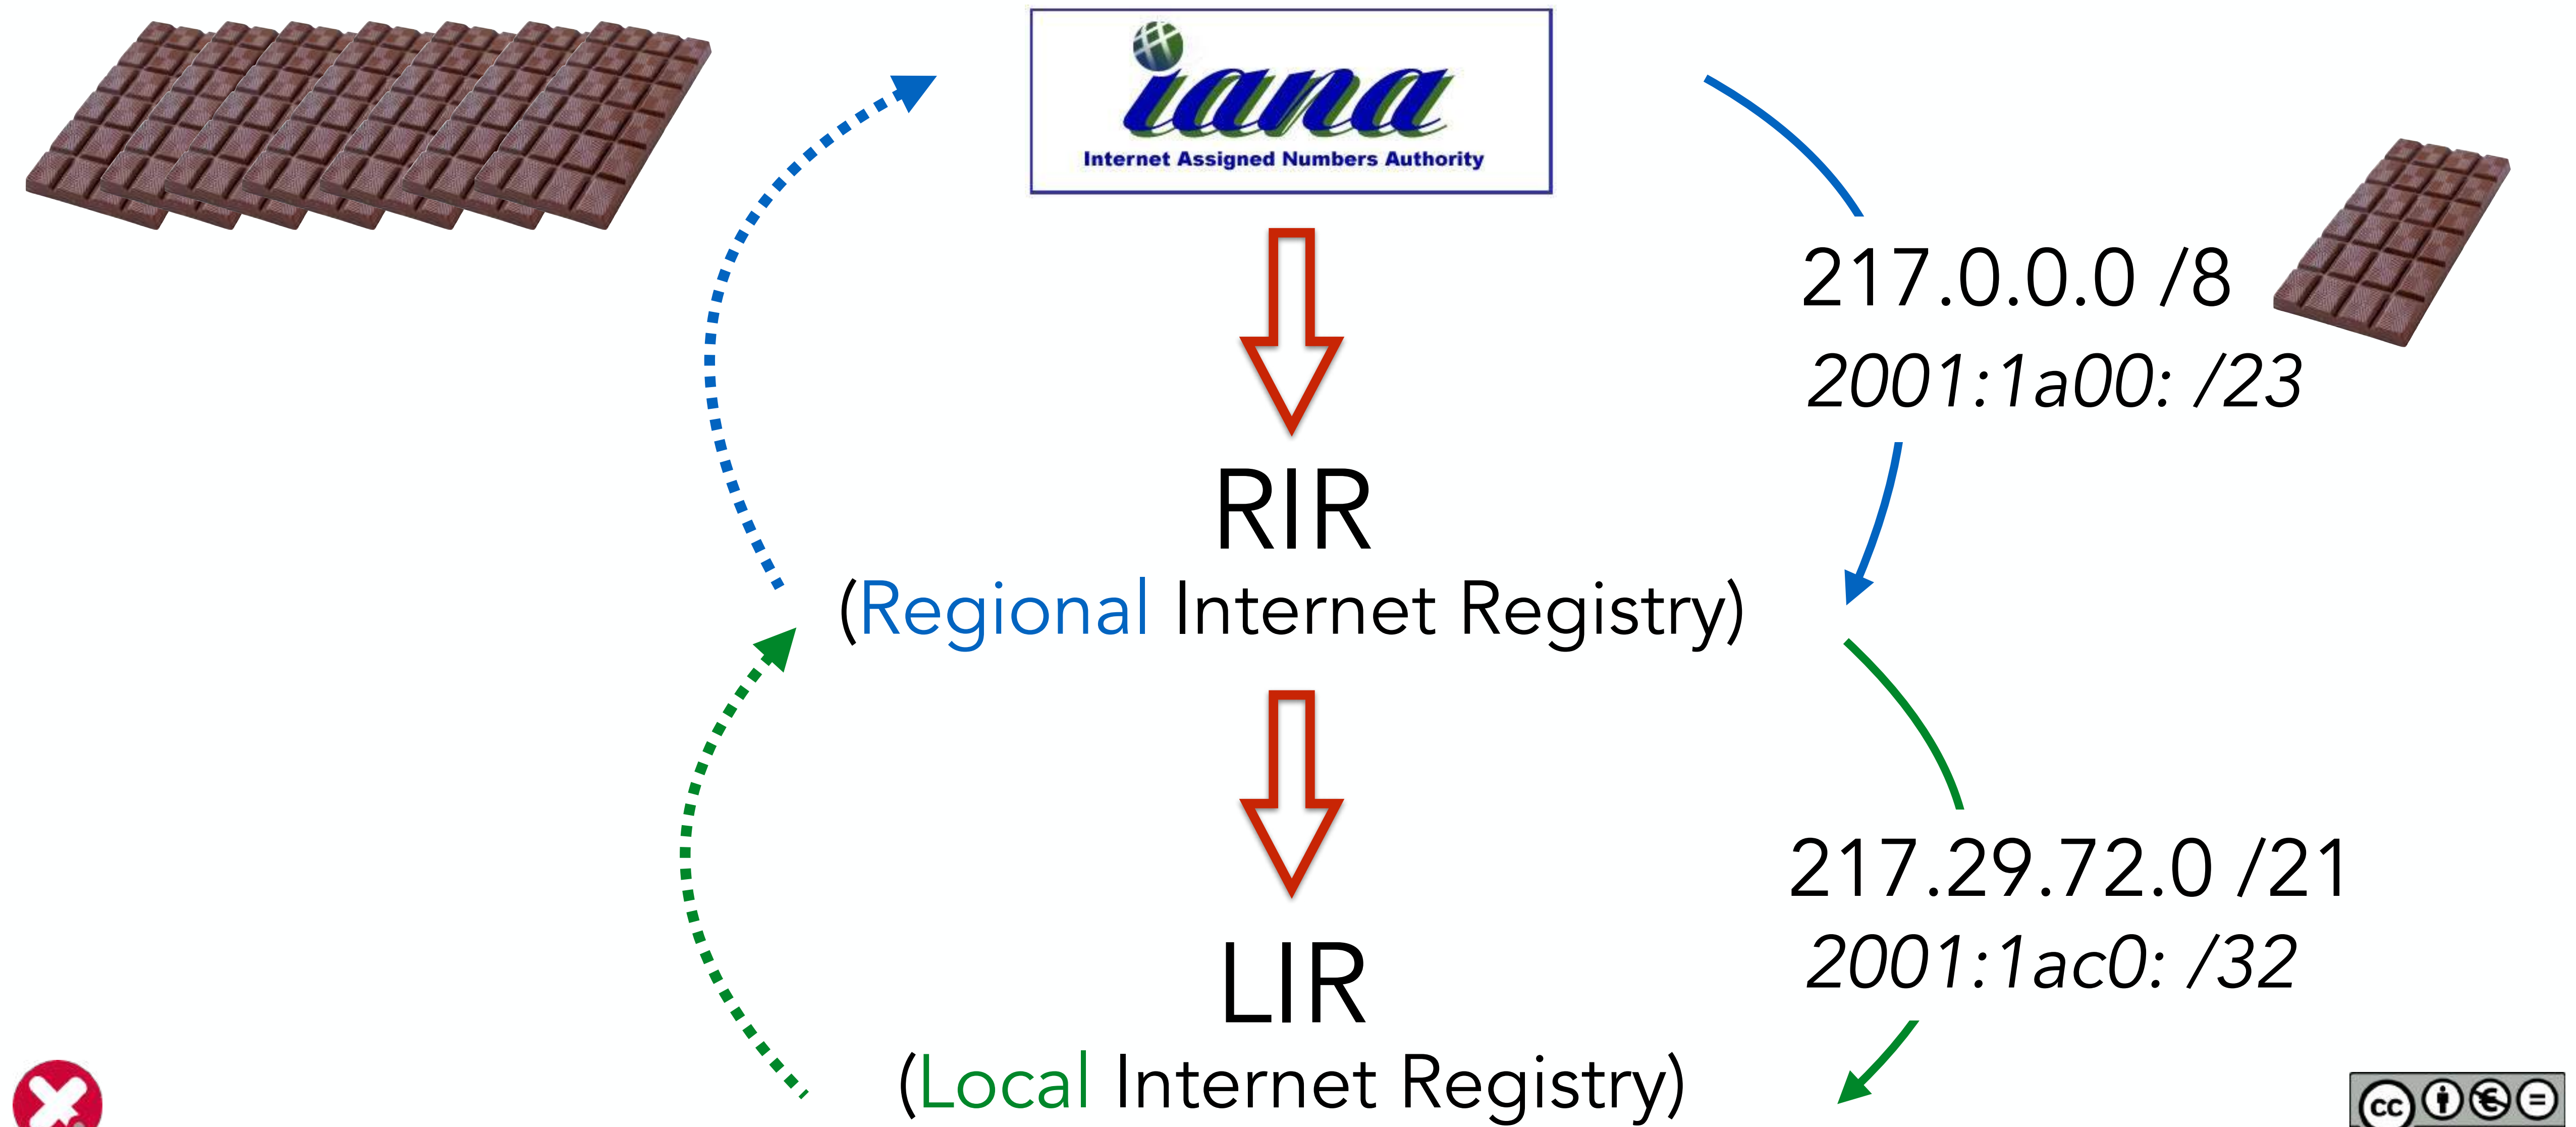 iana
Internet Assigned Numbers Authority
217.0.0.0 /8
2001:1a00: /23
RIR
(Regional Internet Registry)
217.29.72.0 /21
2001:1ac0: /32
LIR
(Local Internet Registry)
cc